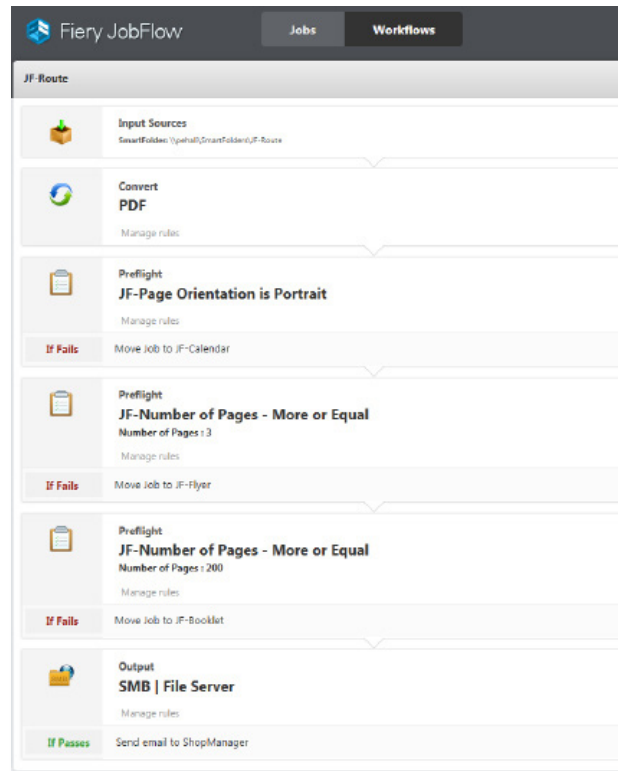 Fiery JobFlow
Jobs
Workflows
JF-Route
Input Sources
SmartFolder: \\pehall\SmartFolders\JF-Route
Convert
PDF
Manage rules
Preflight
JF-Page Orientation is Portrait
Manage rules
If Fails
Move Job to JF-Calendar
Preflight
JF-Number of Pages - More or Equal
Number of Pages : 3
Manage rules
If Fails
Move Job to JF-Flyer
Preflight
JF-Number of Pages - More or Equal
Number of Pages : 200
Manage rules
If Fails
Move Job to JF-Booklet
Output
SMB | File Server
Manage rules
If Passes
Send email to ShopManager